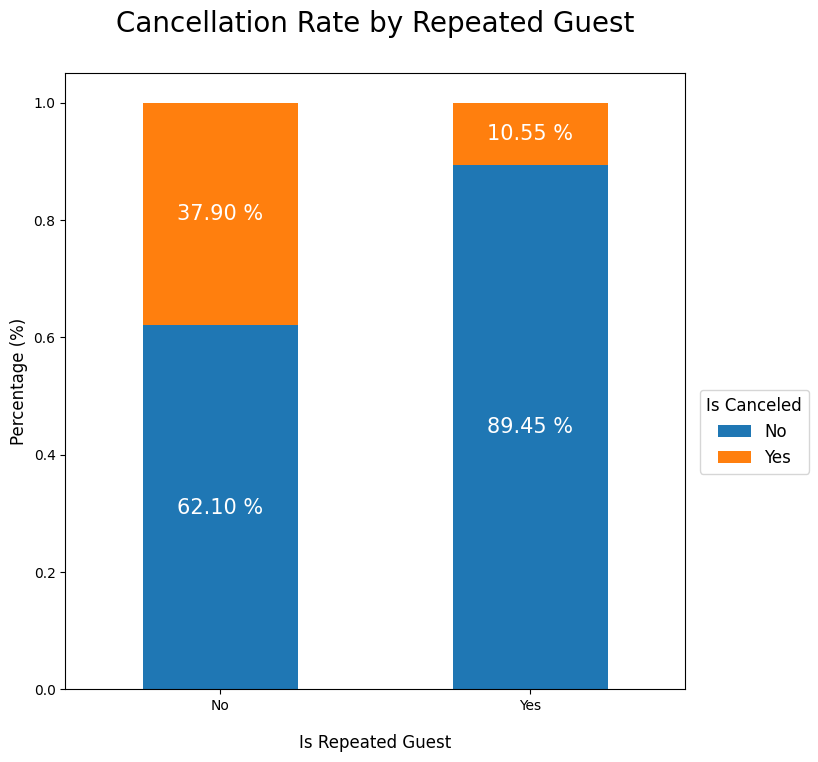 Cancellation Rate by Repeated Guest
Percentage (%)
1.0
0.8
0.6
0.4
0.2
0.0
37.90 %
62.10 %
10.55 %
89.45 %
No
Yes
Is Repeated Guest
Is Canceled
No
Yes